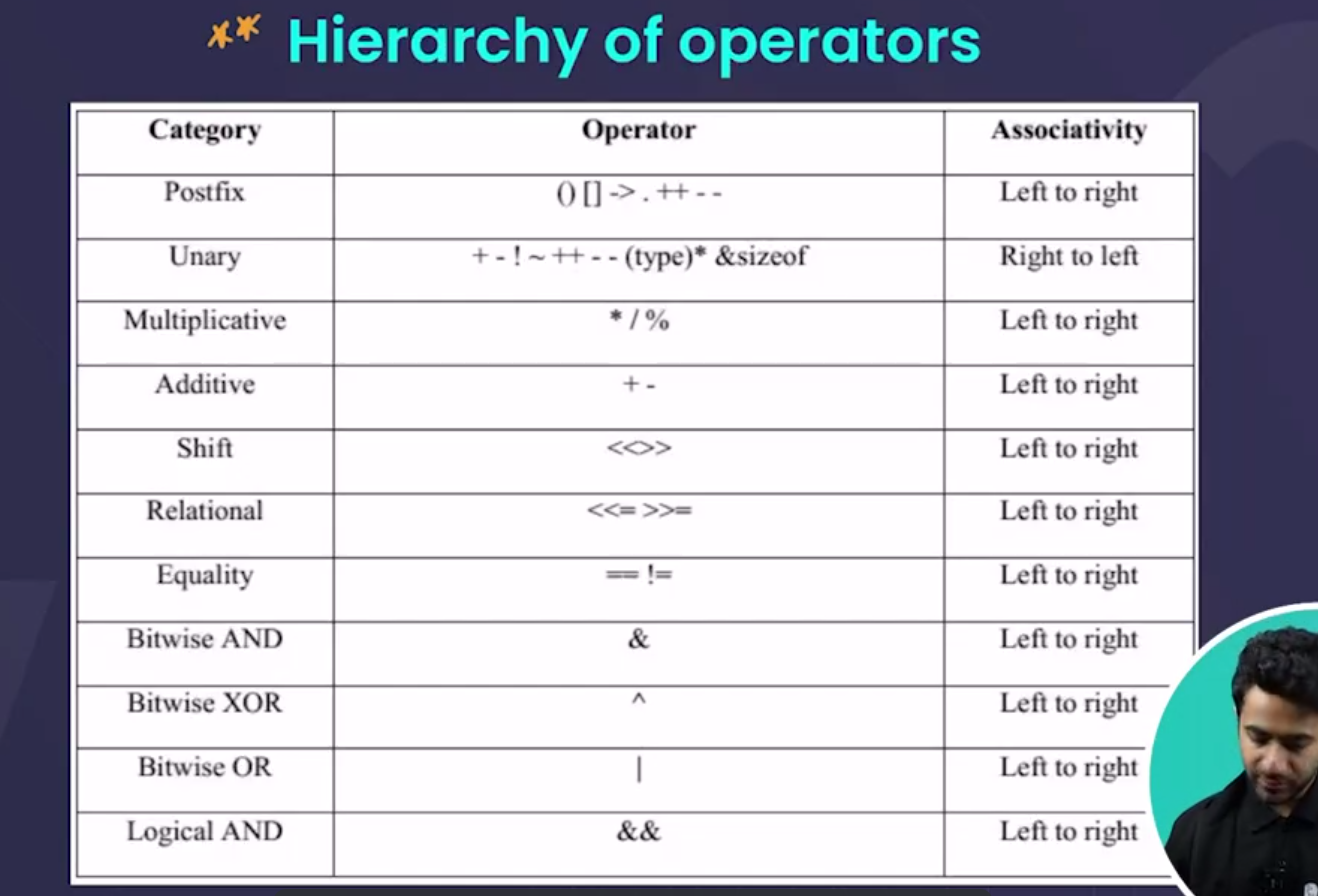 ** Hierarchy of operators
Category Operator Associativity
Postfix () [] -> . ++ - - Left to right
Unary + - ! ~ ++ - - (type)* &sizeof Right to left
Multiplicative * / % Left to right
Additive + - Left to right
Shift <<>> Left to right
Relational <<= >>= Left to right
Equality == != Left to right
Bitwise AND & Left to right
Bitwise XOR ^ Left to right
Bitwise OR | Left to right
Logical AND && Left to right